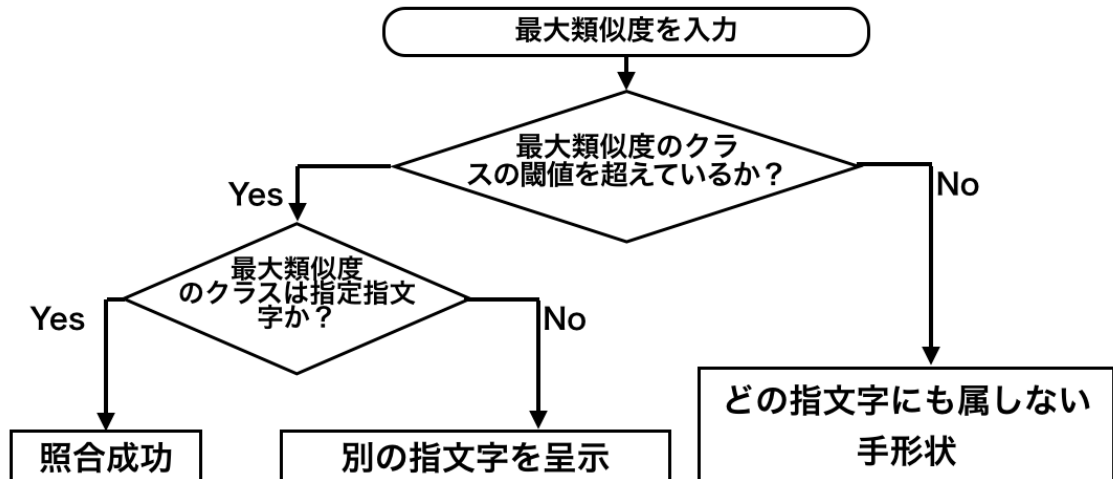 最大類似度を入力
最大類似度のクラ
スの閾値を超えているか？
Yes
No
最大類似度
のクラスは指定指文
字か？
Yes
No
どの指文字にも属しない
手形状
照合成功
別の指文字を呈示